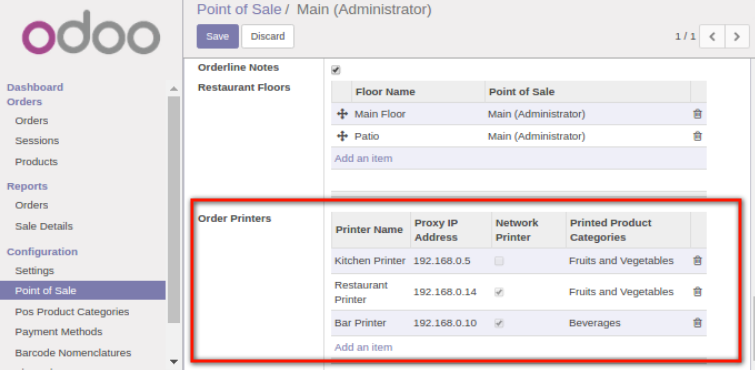 odoo
Point of Sale / Main (Administrator)
Save Discard 1 / 1
Dashboard
Orders
Orders
Sessions
Products
Reports
Orders
Sale Details
Configuration
Settings
Point of Sale
Pos Product Categories
Payment Methods
Barcode Nomenclatures
Orderline Notes
Restaurant Floors
Floor Name Point of Sale
Main Floor Main (Administrator)
Patio Main (Administrator)
Add an item
Order Printers
Printer Name Proxy IP Address Network Printer Printed Product Categories
Kitchen Printer 192.168.0.5 Fruits and Vegetables
Restaurant Printer 192.168.0.14 Fruits and Vegetables
Bar Printer 192.168.0.10 Beverages
Add an item